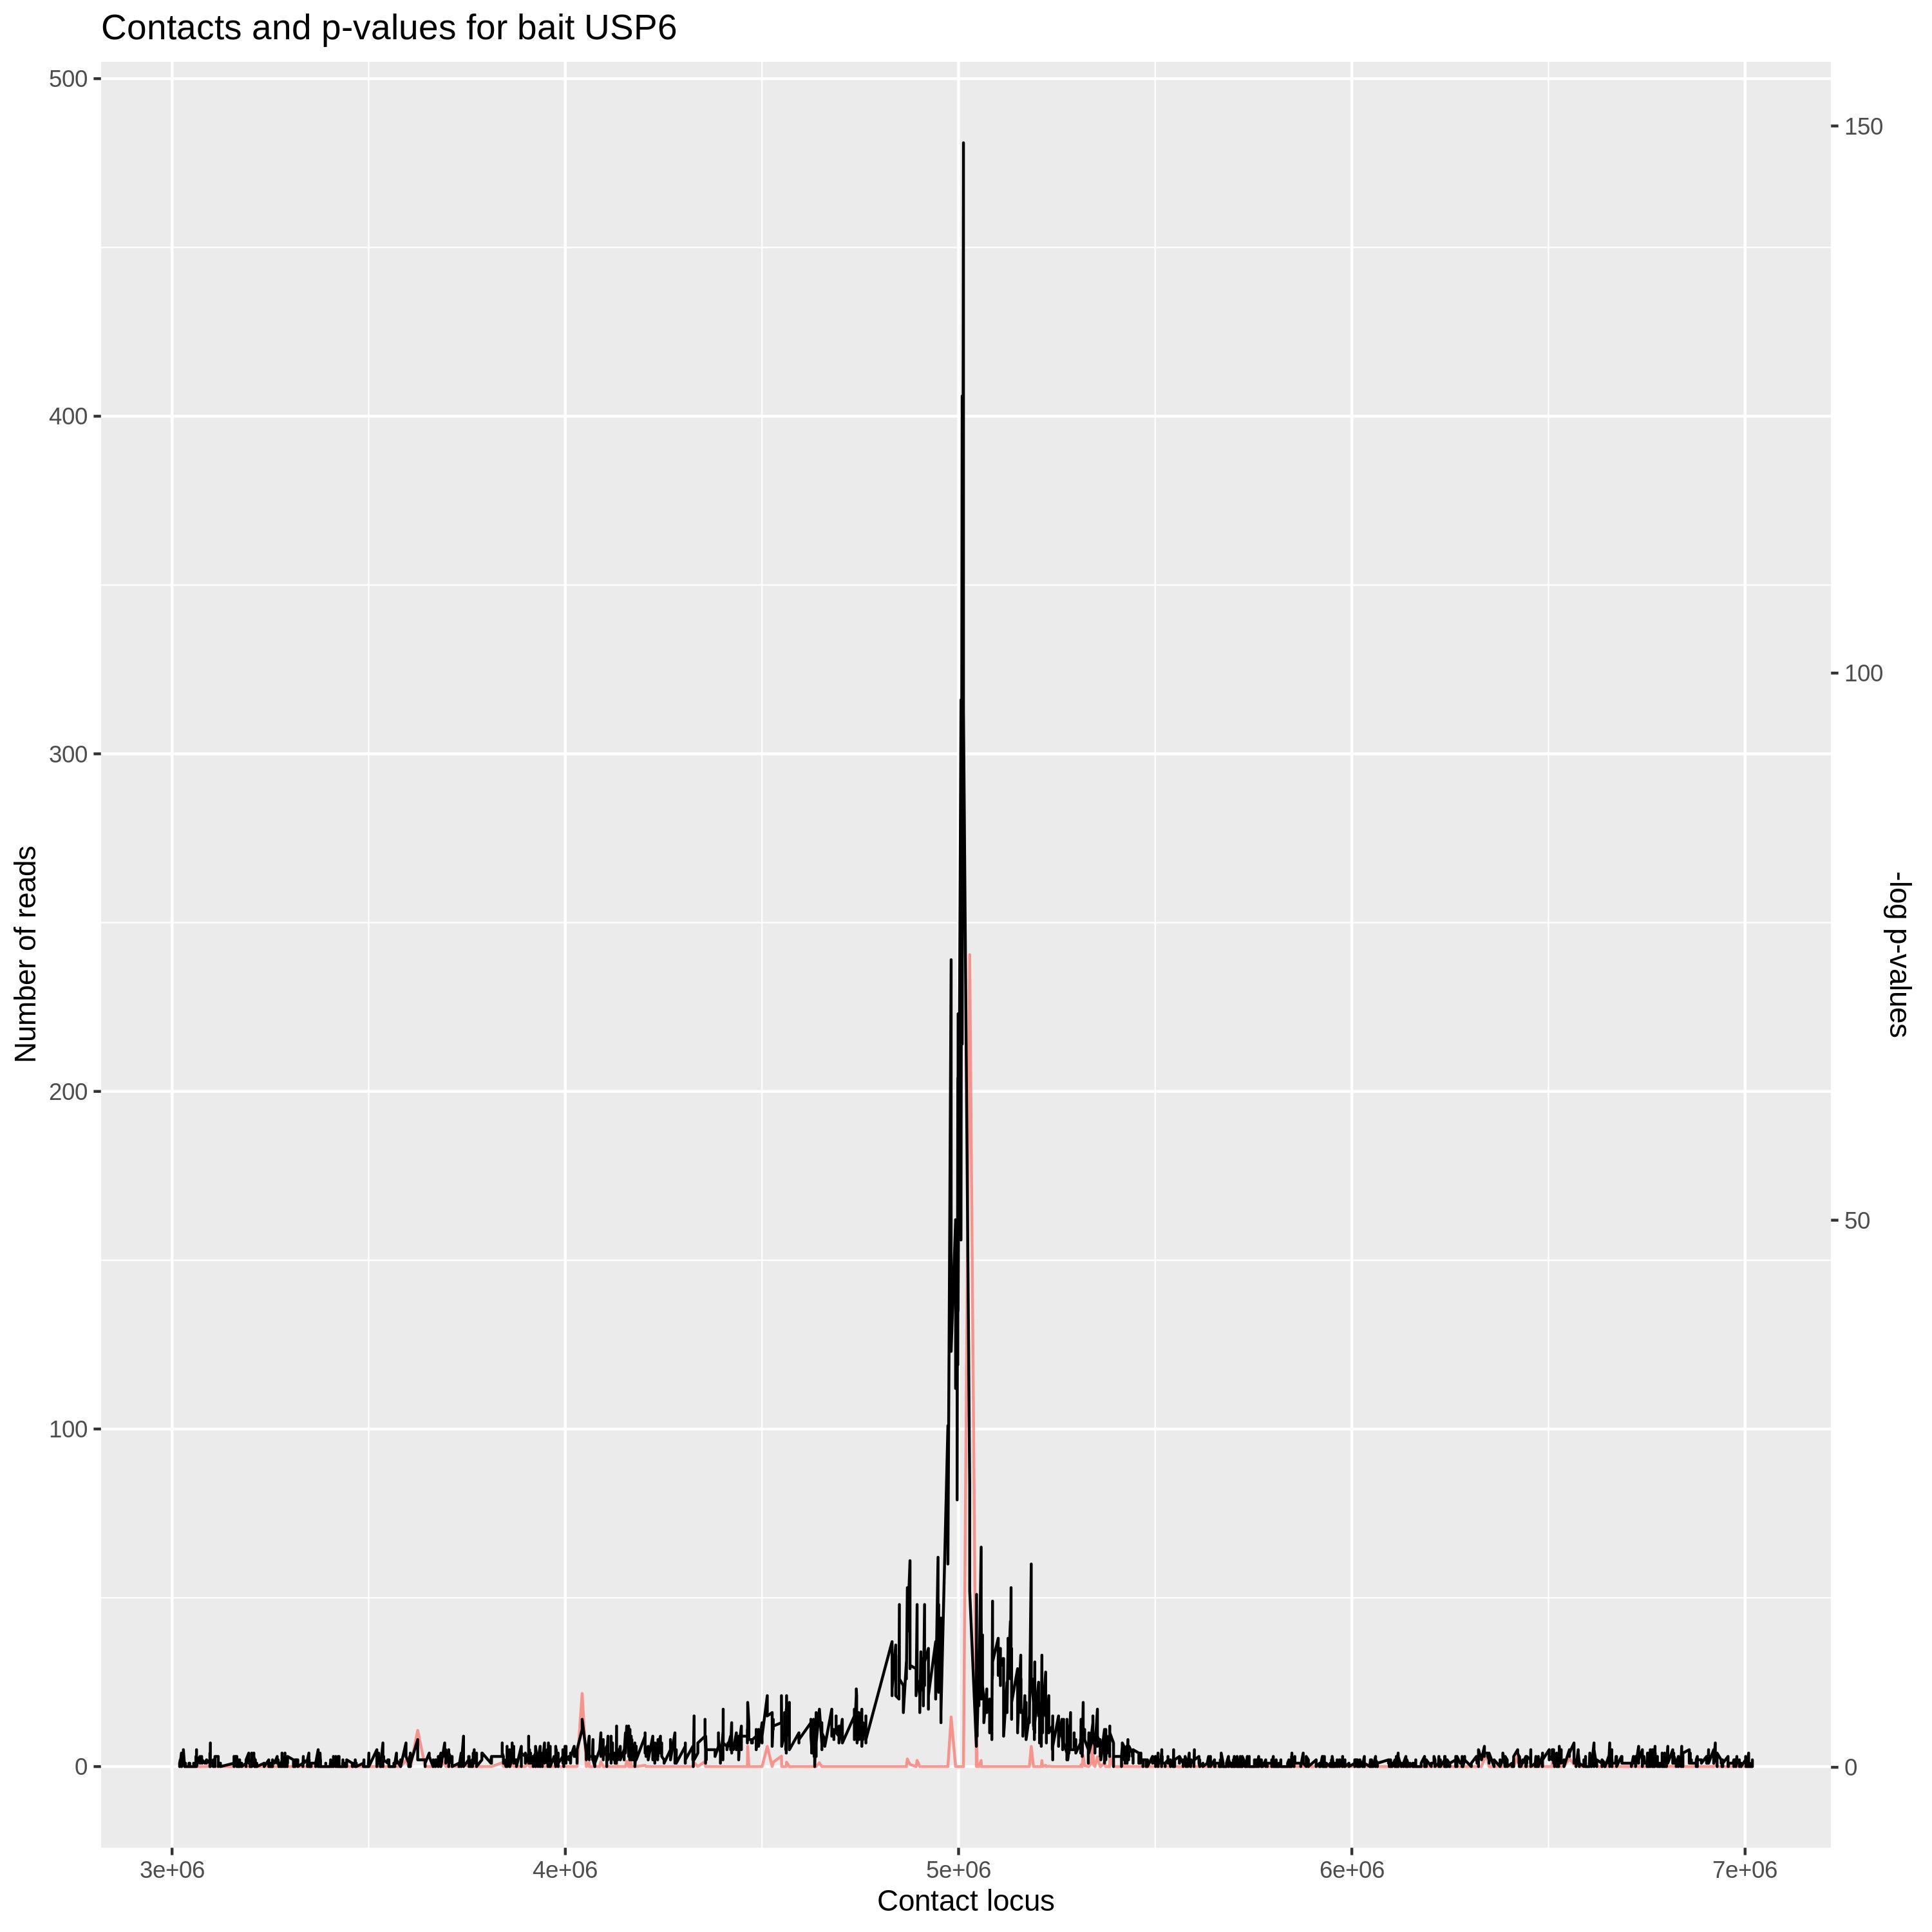 Contacts and p-values for bait USP6
500
400
300
200
100
0
Number of reads
150
100
50
0
-log p-values
3e+06 4e+06 5e+06 6e+06 7e+06
Contact locus